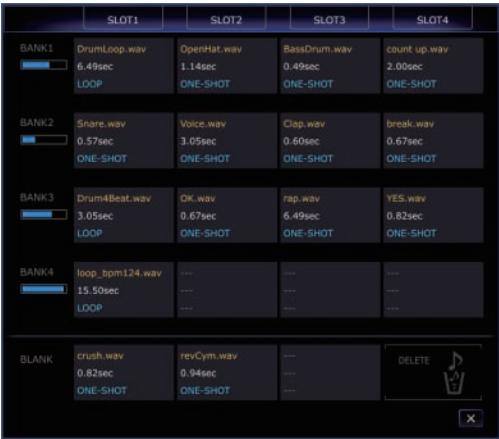 SLOT1 SLOT2 SLOT3 SLOT4
BANK1 DrumLoop.wav OpenHat.wav BassDrum.wav count up.wav
6.49sec 1.14sec 0.49sec 2.00sec
LOOP ONE-SHOT ONE-SHOT ONE-SHOT
BANK2 Snare.wav Voice.wav Clap.wav break.wav
0.57sec 3.05sec 0.60sec 0.67sec
ONE-SHOT ONE-SHOT ONE-SHOT ONE-SHOT
BANK3 Drum4Beat.wav OK.wav rap.wav YES.wav
3.05sec 0.67sec 6.49sec 0.82sec
LOOP ONE-SHOT ONE-SHOT ONE-SHOT
BANK4 loop_bpm124.wav --- --- ---
15.50sec --- --- ---
LOOP --- --- ---
BLANK crush.wav revCym.wav --- DELETE
0.82sec 0.94sec ---
ONE-SHOT ONE-SHOT ---